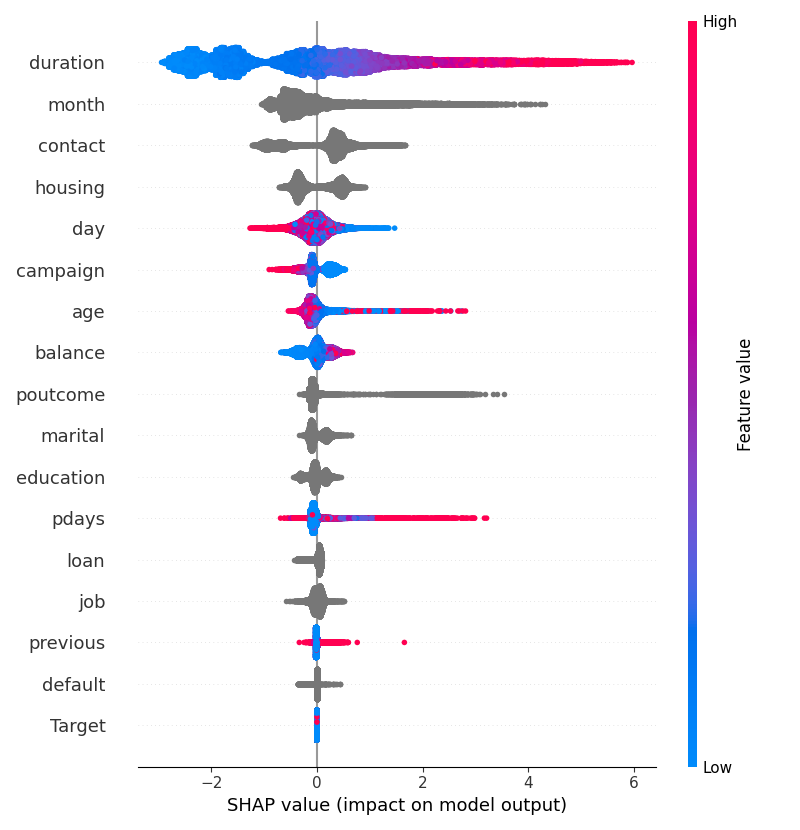 High
duration
month
contact
housing
day
campaign
age
balance
poutcome
marital
education
pdays
loan
job
previous
default
Target
Feature value
Low
−2 0 2 4 6
SHAP value (impact on model output)